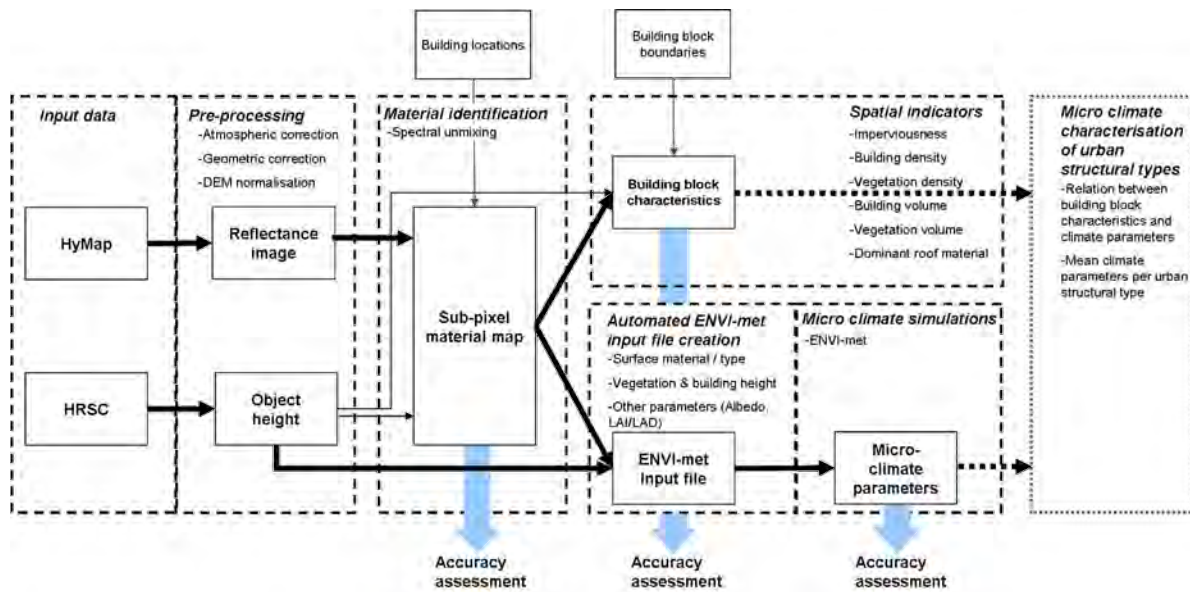 Building locations
Building block
boundaries
Input data
Pre-processing
-Atmospheric correction
-Geometric correction
-DEM normalisation
Material identification
-Spectral unmixing
Spatial indicators
-Imperviousness
-Building density
-Vegetation density
-Building volume
-Vegetation volume
-Dominant roof material
Micro climate
characterisation
of urban
structural types
-Relation between
building block
characteristics and
climate parameters
-Mean climate
parameters per urban
structural type
HyMap
Reflectance
image
Sub-pixel
material map
Building block
characteristics
HRSC
Object
height
Automated ENVI-met
input file creation
-Surface material / type
-Vegetation & building height
-Other parameters (Albedo,
LAI/LAD)
ENVI-met
input file
Micro climate simulations
-ENVI-met
Micro-
climate
parameters
Accuracy
assessment
Accuracy
assessment
Accuracy
assessment